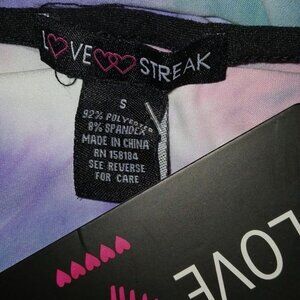 LOVE STREAK
S
92% POLYESTER
8% SPANDEX
MADE IN CHINA
RN 158184
SEE REVERSE
FOR CARE
LOVE